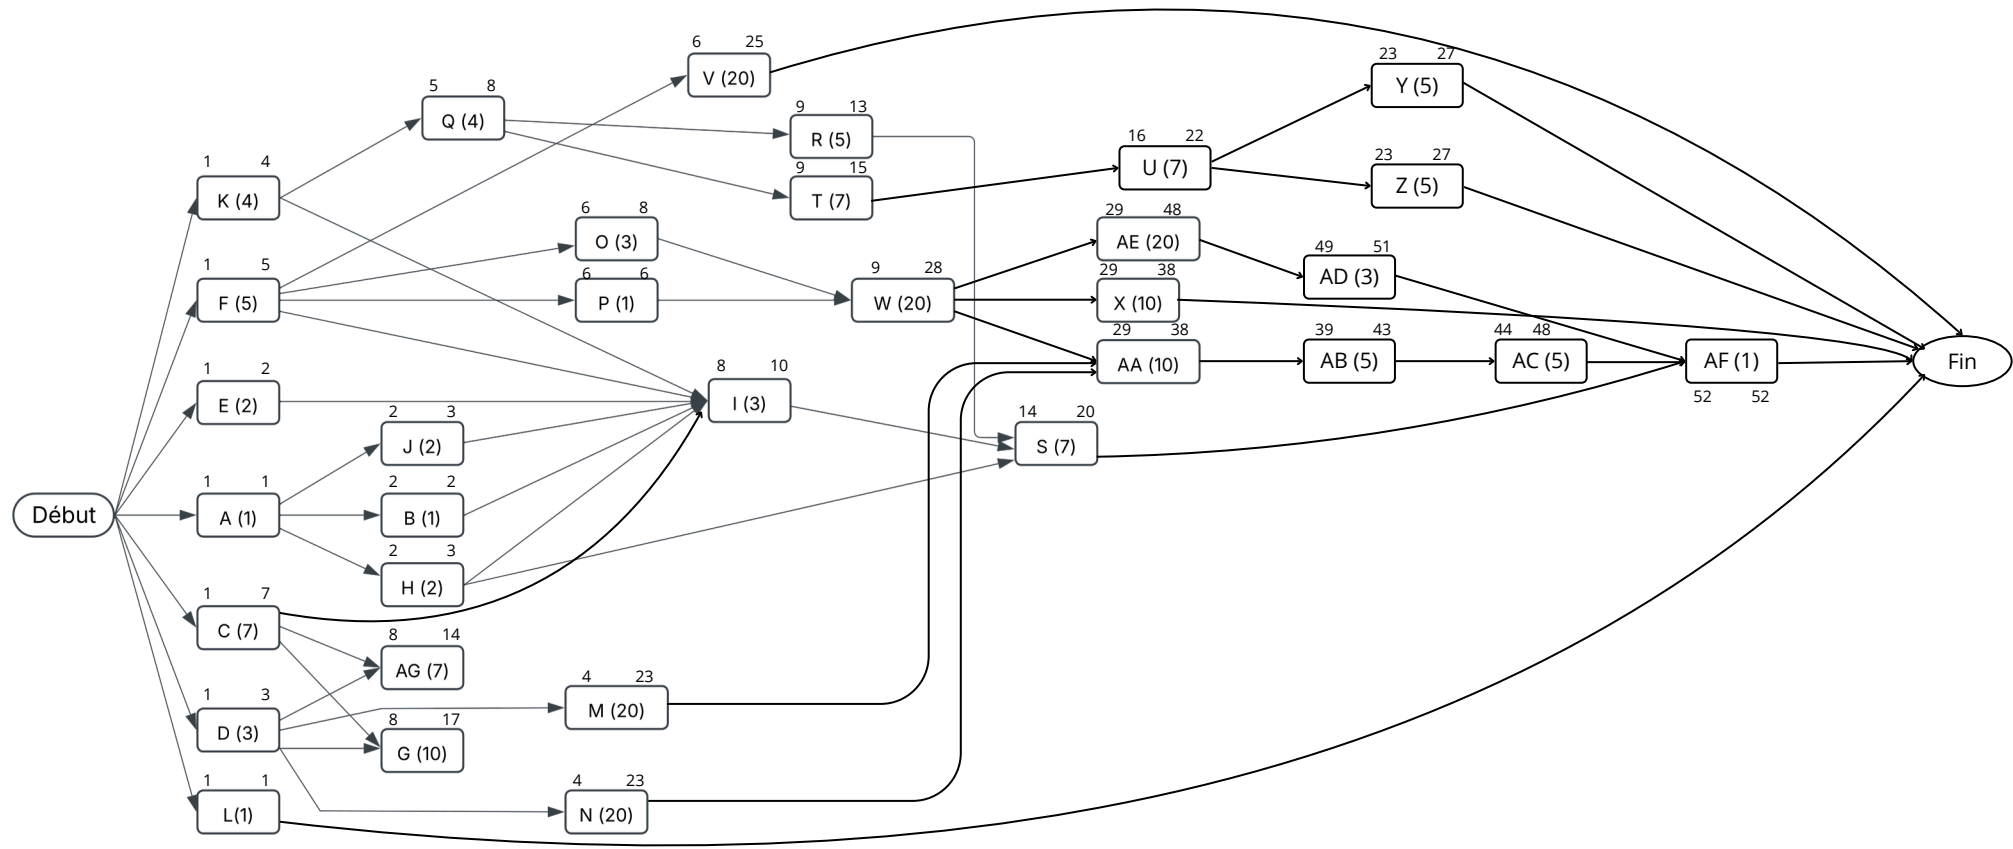 6 25
V (20)
23 27
Y (5)
5 8
Q (4)
9 13
R (5)
16 22
U (7)
1 4
K (4)
9 15
T (7)
23 27
Z (5)
6 8
O (3)
29 48
AE (20)
49 51
AD (3)
1 5
F (5)
6 6
P (1)
9 28
W (20)
29 38
X (10)
29 38
AA (10)
39 43
AB (5)
44 48
AC (5)
AF (1)
52 52
Fin
1 2
E (2)
8 10
I (3)
2 3
J (2)
14 20
S (7)
Début
1 1
A (1)
2 2
B (1)
2 3
H (2)
1 7
C (7)
8 14
AG (7)
1 3
D (3)
4 23
M (20)
8 17
G (10)
1 1
L(1)
4 23
N (20)